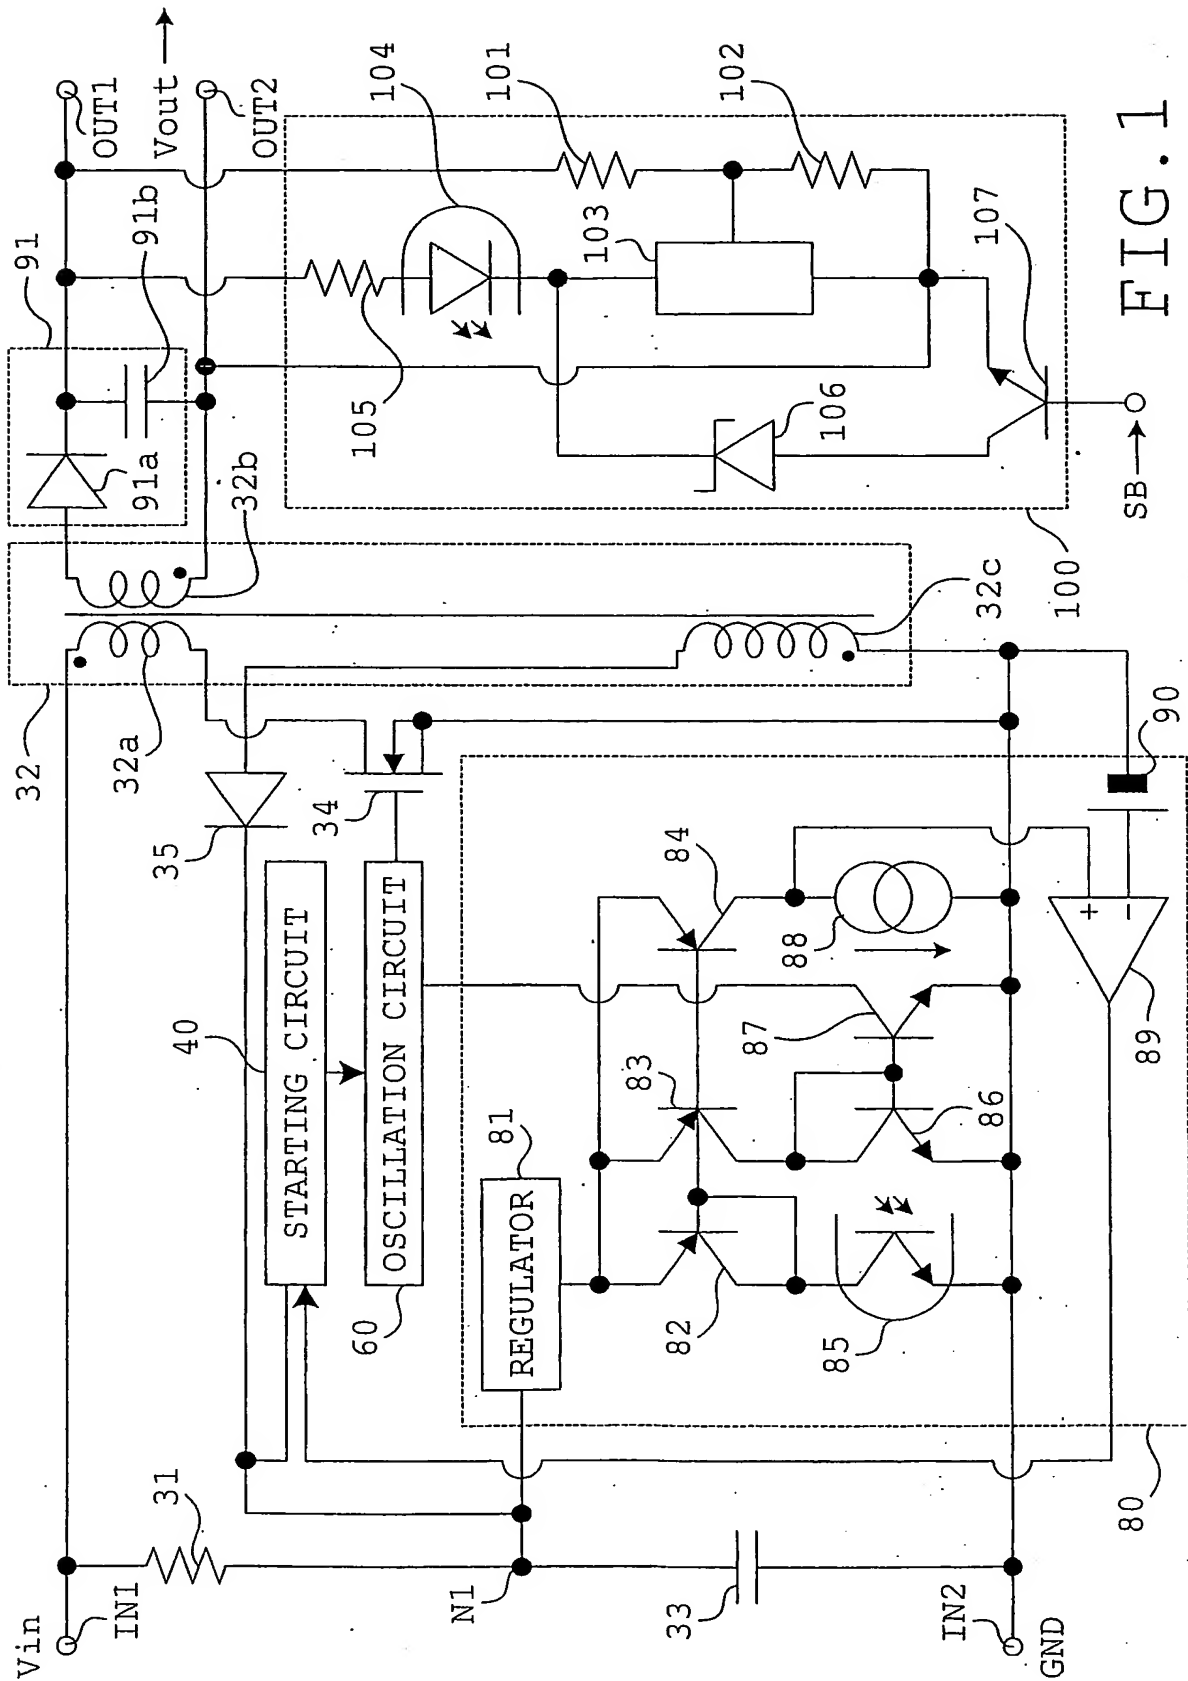 Vin
IN1
31
N1
33
IN2
GND
32
32a
35
40
STARTING CIRCUIT
60
OSCILLATION CIRCUIT
34
81
REGULATOR
82
83
84
85
86
87
88
+
-
89
90
80
32b
32c
91
91a
91b
OUT1
Vout
OUT2
104
101
102
103
105
106
107
100
SB
FIG.1